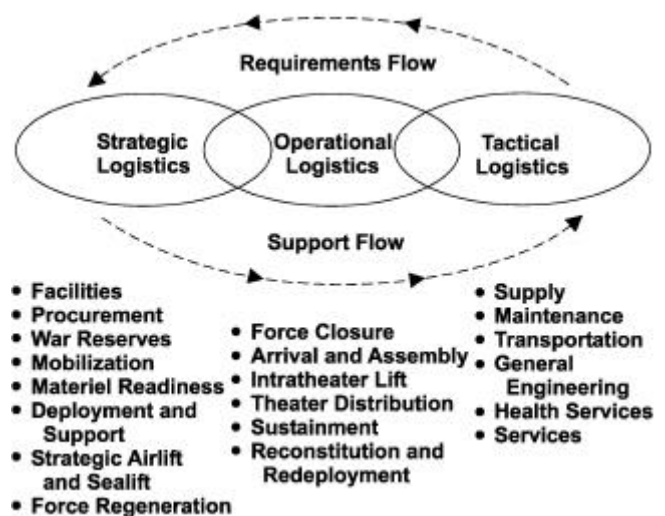 Requirements Flow
Strategic
Logistics
Operational
Logistics
Tactical
Logistics
Support Flow
• Facilities
• Procurement
• War Reserves
• Mobilization
• Materiel Readiness
• Deployment and
Support
• Strategic Airlift
and Sealift
• Force Regeneration
• Force Closure
• Arrival and Assembly
• Intratheater Lift
• Theater Distribution
• Sustainment
• Reconstitution and
Redeployment
• Supply
• Maintenance
• Transportation
• General
Engineering
• Health Services
• Services